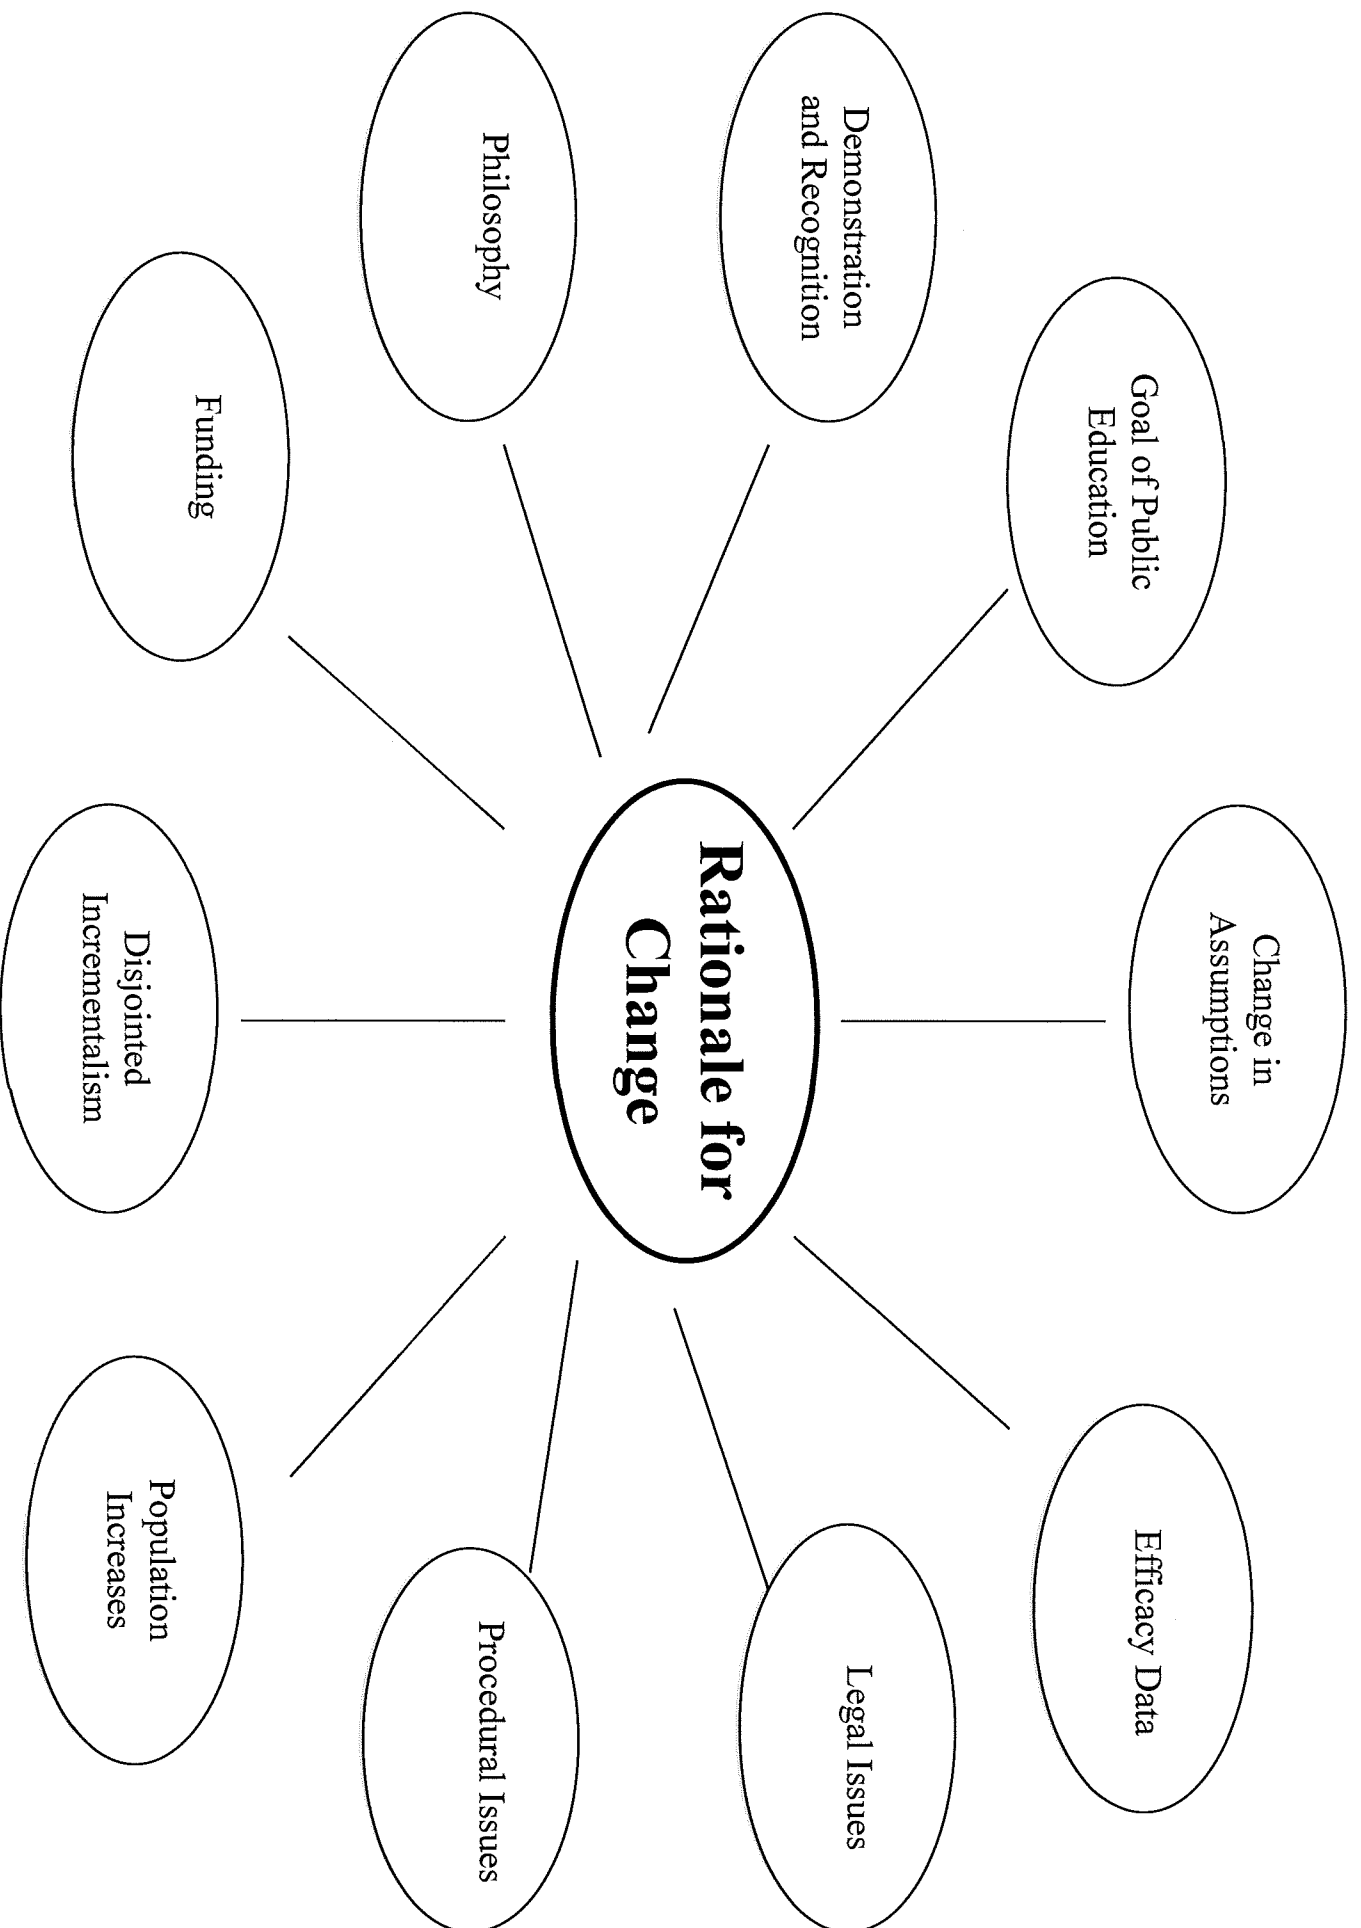 Change in
Assumptions
Goal of Public
Education
Efficacy Data
Demonstration
and Recognition
Legal Issues
Rationale for
Change
Philosophy
Procedural Issues
Funding
Population
Increases
Disjointed
Incrementalism